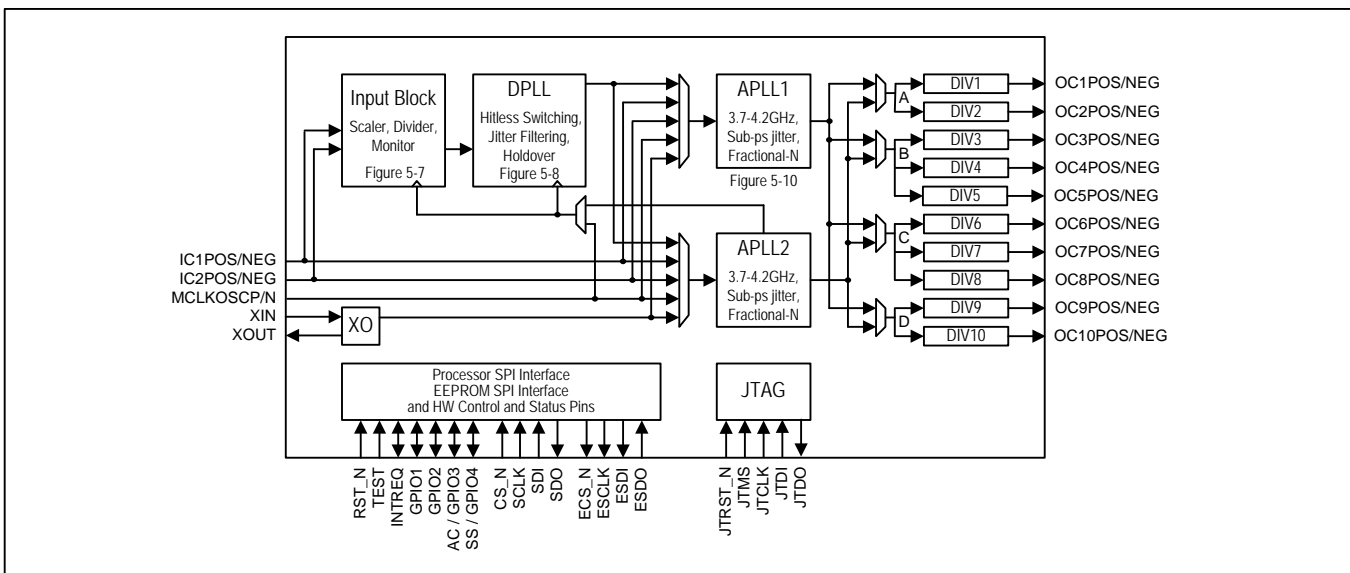 Input Block
Scaler, Divider,
Monitor
Figure 5-7
DPLL
Hitless Switching,
Jitter Filtering,
Holdover
Figure 5-8
APLL1
3.7-4.2GHz,
Sub-ps jitter,
Fractional-N
Figure 5-10
APLL2
3.7-4.2GHz,
Sub-ps jitter,
Fractional-N
A
B
C
D
DIV1
DIV2
DIV3
DIV4
DIV5
DIV6
DIV7
DIV8
DIV9
DIV10
OC1POS/NEG
OC2POS/NEG
OC3POS/NEG
OC4POS/NEG
OC5POS/NEG
OC6POS/NEG
OC7POS/NEG
OC8POS/NEG
OC9POS/NEG
OC10POS/NEG
IC1POS/NEG
IC2POS/NEG
MCLKOSCP/N
XIN
XOUT
XO
Processor SPI Interface
EEPROM SPI Interface
and HW Control and Status Pins
JTAG
RST_N
TEST
INTREQ
GPIO1
GPIO2
AC / GPIO3
SS / GPIO4
CS_N
SCLK
SDI
SDO
ECS_N
ESCLK
ESDI
ESDO
JTRST_N
JTMS
JTCLK
JTDI
JTDO